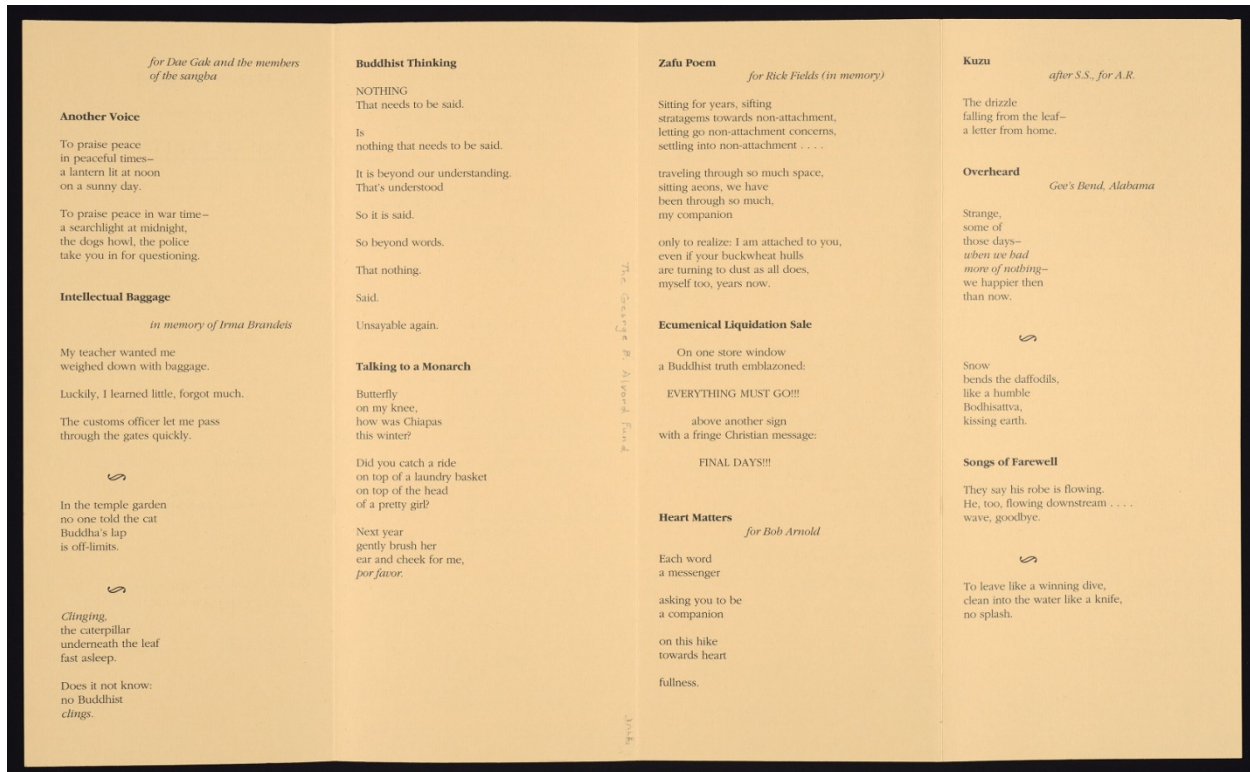 for Dae Gak and the members
of the sangha
Another Voice
To praise peace
in peaceful times–
a lantern lit at noon
on a sunny day.
To praise peace in war time–
a searchlight at midnight,
the dogs howl, the police
take you in for questioning.
Intellectual Baggage
in memory of Irma Brandeis
My teacher wanted me
weighed down with baggage.
Luckily, I learned little, forgot much.
The customs officer let me pass
through the gates quickly.
In the temple garden
no one told the cat
Buddha's lap
is off-limits.
Clinging,
the caterpillar
underneath the leaf
fast asleep.
Does it not know:
no Buddhist
clings.
Buddhist Thinking
NOTHING
That needs to be said.
Is
nothing that needs to be said.
It is beyond our understanding.
That's understood
So it is said.
So beyond words.
That nothing.
Said.
Unsayable again.
Talking to a Monarch
Butterfly
on my knee,
how was Chiapas
this winter?
Did you catch a ride
on top of a laundry basket
on top of the head
of a pretty girl?
Next year
gently brush her
ear and cheek for me,
por favor.
The George P. Alvord Fund
Zafu Poem
for Rick Fields (in memory)
Sitting for years, sifting
stratagems towards non-attachment,
letting go non-attachment concerns,
settling into non-attachment . . . .
traveling through so much space,
sitting aeons, we have
been through so much,
my companion
only to realize: I am attached to you,
even if your buckwheat hulls
are turning to dust as all does,
myself too, years now.
Ecumenical Liquidation Sale
On one store window
a Buddhist truth emblazoned:
EVERYTHING MUST GO!!!
above another sign
with a fringe Christian message:
FINAL DAYS!!!
Heart Matters
for Bob Arnold
Each word
a messenger
asking you to be
a companion
on this hike
towards heart
fullness.
Kuzu
after S.S., for A.R.
The drizzle
falling from the leaf–
a letter from home.
Overheard
Gee's Bend, Alabama
Strange,
some of
those days–
when we had
more of nothing–
we happier then
than now.
Snow
bends the daffodils,
like a humble
Bodhisattva,
kissing earth.
Songs of Farewell
They say his robe is flowing.
He, too, flowing downstream . . . .
wave, goodbye.
To leave like a winning dive,
clean into the water like a knife,
no splash.